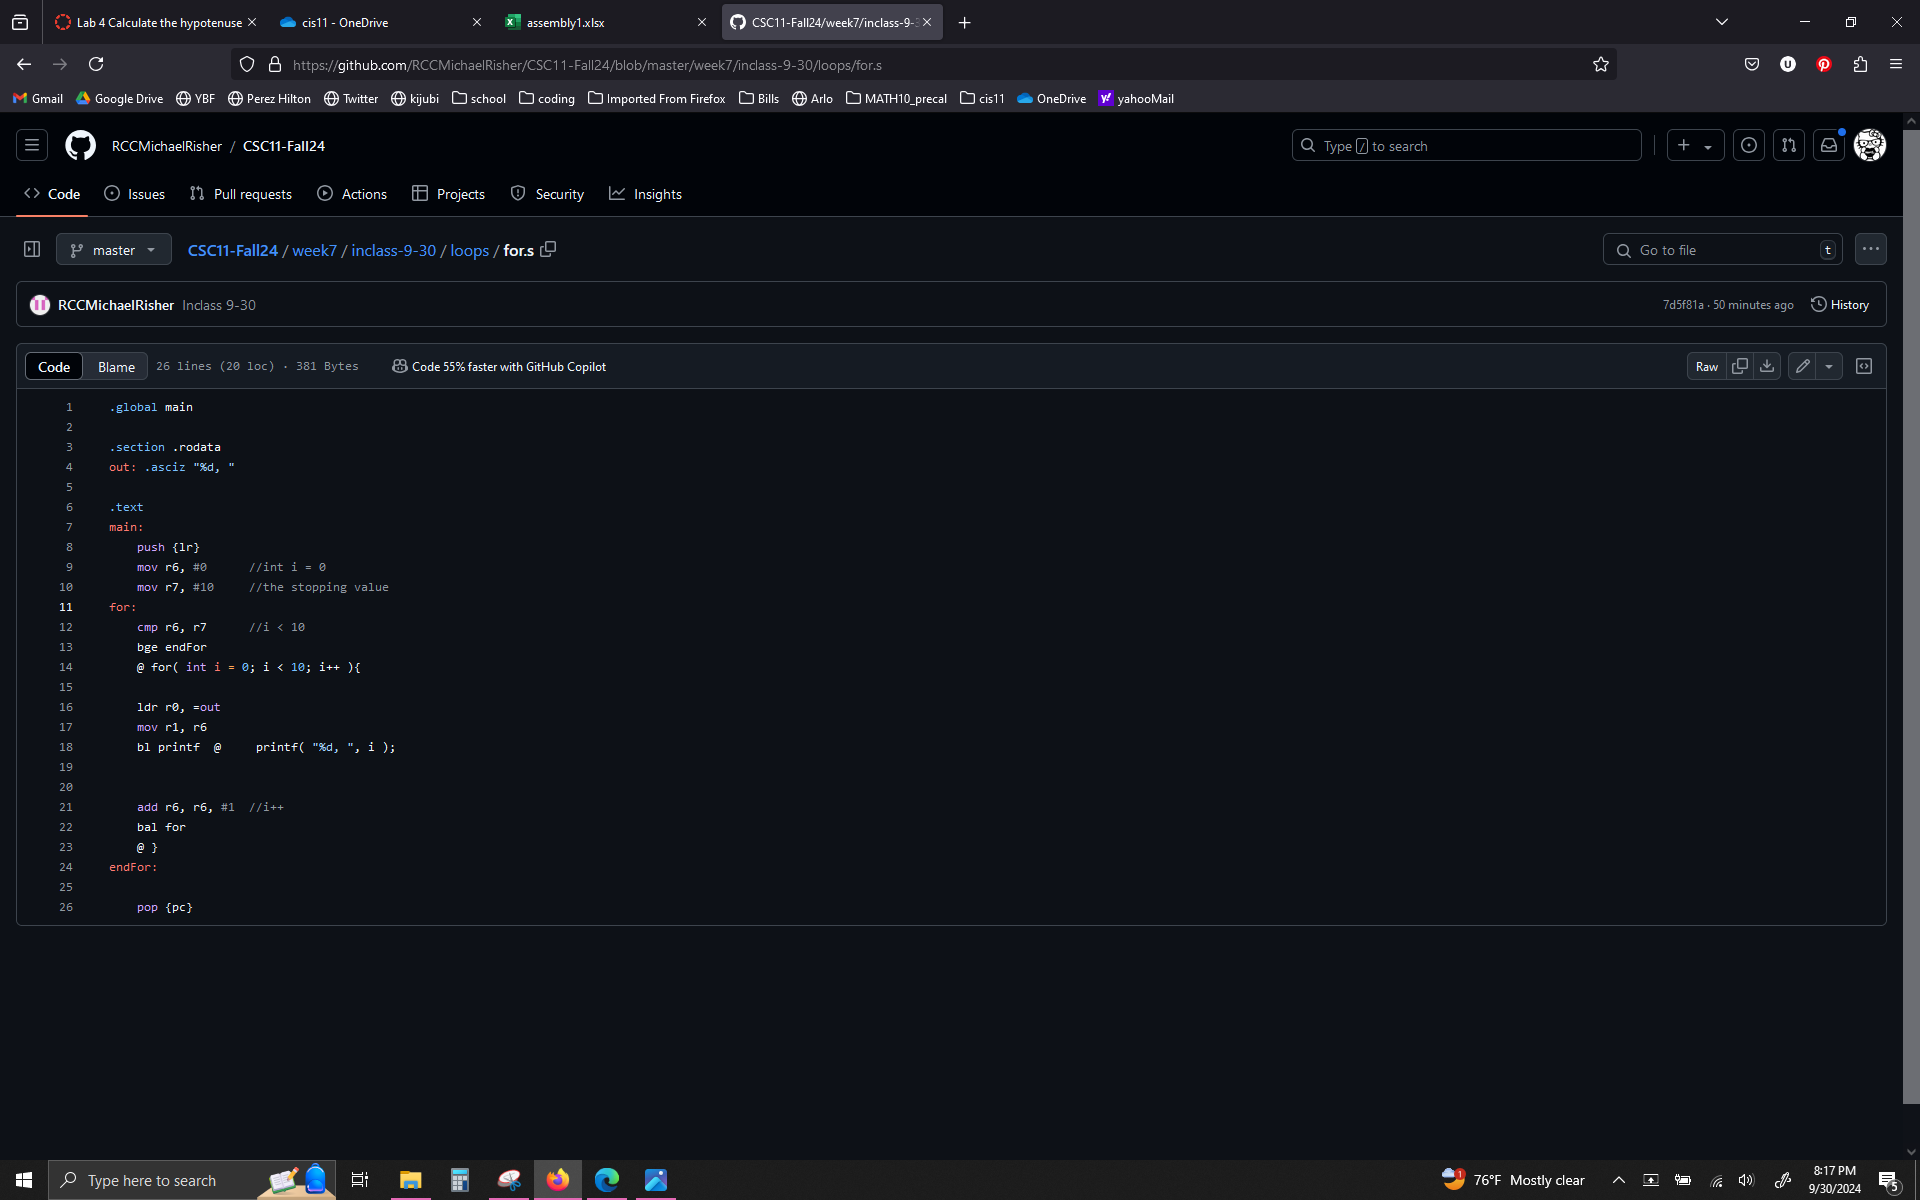 Lab 4 Calculate the hypotenuse
cis11 - OneDrive
assembly1.xlsx
CSC11-Fall24/week7/inclass-9-
https://github.com/RCCMichaelRisher/CSC11-Fall24/blob/master/week7/inclass-9-30/loops/for.s
Gmail Google Drive YBF Perez Hilton Twitter kijubi school coding Imported From Firefox Bills Arlo MATH10_precal cis11 OneDrive yahooMail
RCCMichaelRisher / CSC11-Fall24
Type / to search
Code Issues Pull requests Actions Projects Security Insights
master
CSC11-Fall24 / week7 / inclass-9-30 / loops / for.s
Go to file t
RCCMichaelRisher Inclass 9-30
7d5f81a · 50 minutes ago History
Code Blame 26 lines (20 loc) · 381 Bytes Code 55% faster with GitHub Copilot Raw
1 .global main
2
3 .section .rodata
4 out: .asciz "%d, "
5
6 .text
7 main:
8 push {lr}
9 mov r6, #0 //int i = 0
10 mov r7, #10 //the stopping value
11 for:
12 cmp r6, r7 //i < 10
13 bge endFor
14 @ for( int i = 0; i < 10; i++ ){
15
16 ldr r0, =out
17 mov r1, r6
18 bl printf @ printf( "%d, ", i );
19
20
21 add r6, r6, #1 //i++
22 bal for
23 @ }
24 endFor:
25
26 pop {pc}
Type here to search
1
76°F Mostly clear
8:17 PM
9/30/2024
5